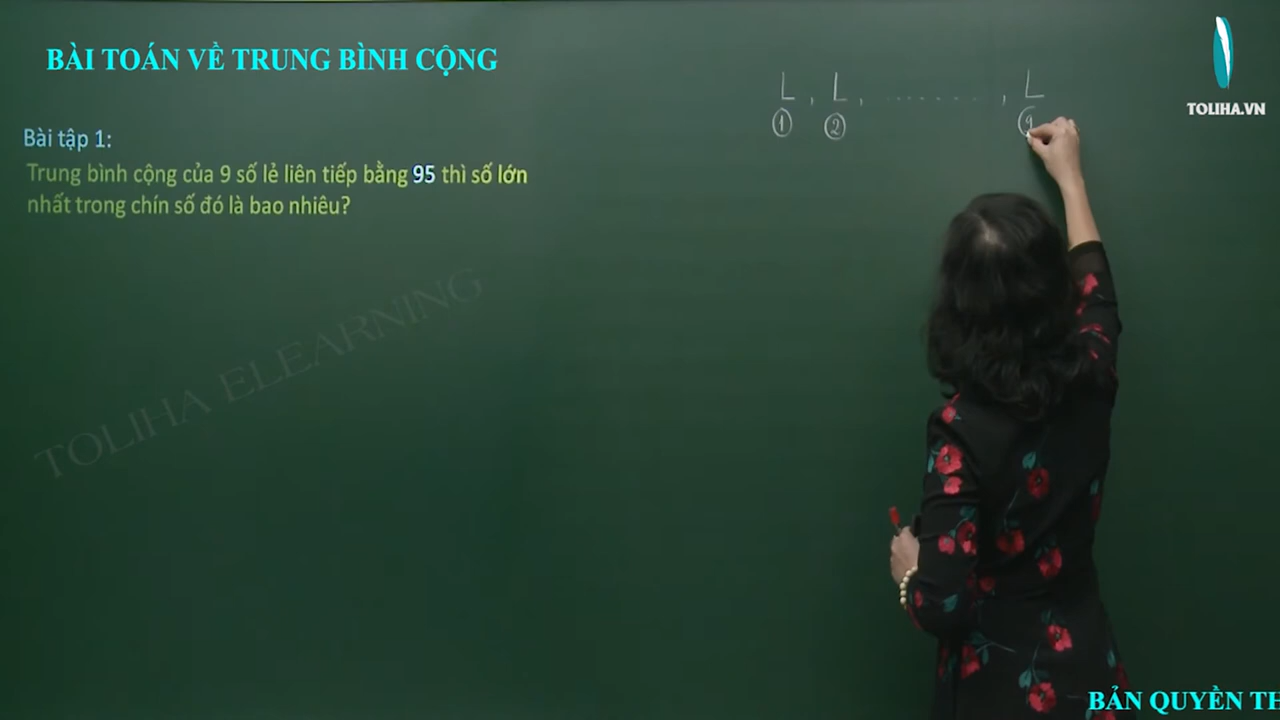 BÀI TOÁN VỀ TRUNG BÌNH CỘNG
Bài tập 1:
Trung bình cộng của 9 số lẻ liên tiếp bằng 95 thì số lớn
nhất trong chín số đó là bao nhiêu?
L , L , ......... , L
1 2 9
TOLIHA.VN
TOLIHA ELEARNING
BẢN QUYỀN TH